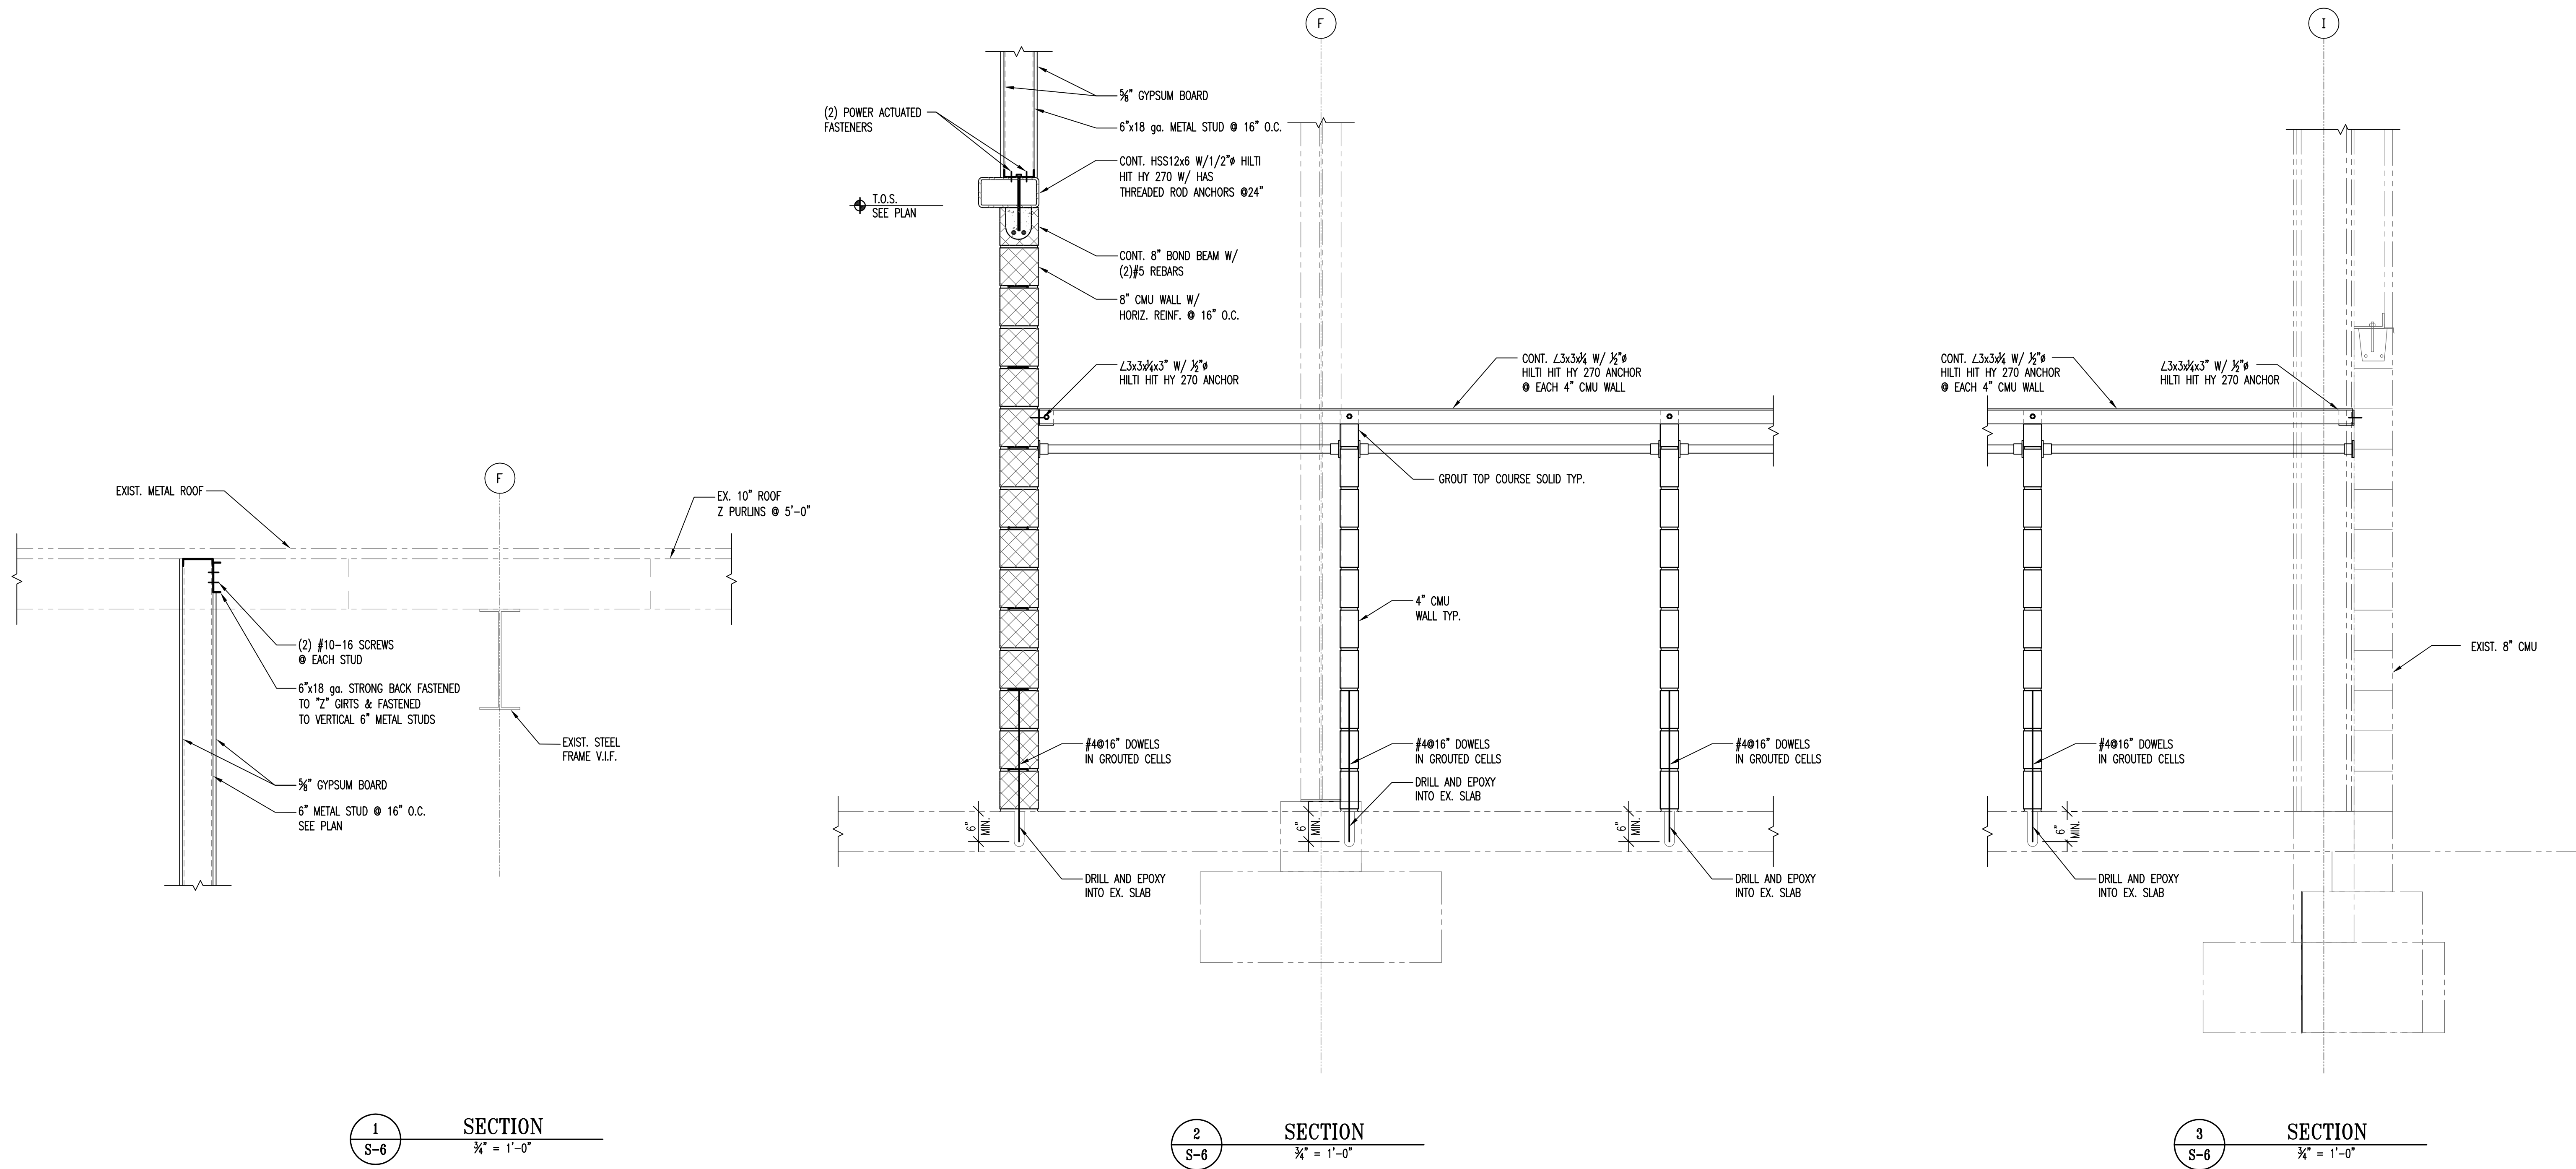 EXIST. METAL ROOF
F
EX. 10" ROOF
Z PURLINS @ 5'-0"
(2) #10-16 SCREWS
@ EACH STUD
6"x18 ga. STRONG BACK FASTENED
TO "Z" GIRTS & FASTENED
TO VERTICAL 6" METAL STUDS
EXIST. STEEL
FRAME V.I.F.
⅝" GYPSUM BOARD
6" METAL STUD @ 16" O.C.
SEE PLAN
1
S-6
SECTION
¾" = 1'-0"
F
(2) POWER ACTUATED
FASTENERS
⅝" GYPSUM BOARD
6"x18 ga. METAL STUD @ 16" O.C.
CONT. HSS12x6 W/1/2"ø HILTI
HIT HY 270 W/ HAS
THREADED ROD ANCHORS @24"
T.O.S.
SEE PLAN
CONT. 8" BOND BEAM W/
(2)#5 REBARS
8" CMU WALL W/
HORIZ. REINF. @ 16" O.C.
∠3x3x¼x3" W/ ½"ø
HILTI HIT HY 270 ANCHOR
CONT. ∠3x3x¼ W/ ½"ø
HILTI HIT HY 270 ANCHOR
@ EACH 4" CMU WALL
GROUT TOP COURSE SOLID TYP.
4" CMU
WALL TYP.
#4@16" DOWELS
IN GROUTED CELLS
#4@16" DOWELS
IN GROUTED CELLS
#4@16" DOWELS
IN GROUTED CELLS
DRILL AND EPOXY
INTO EX. SLAB
6"
MIN.
6"
MIN.
6"
MIN.
DRILL AND EPOXY
INTO EX. SLAB
DRILL AND EPOXY
INTO EX. SLAB
2
S-6
SECTION
¾" = 1'-0"
I
CONT. ∠3x3x¼ W/ ½"ø
HILTI HIT HY 270 ANCHOR
@ EACH 4" CMU WALL
∠3x3x¼x3" W/ ½"ø
HILTI HIT HY 270 ANCHOR
EXIST. 8" CMU
#4@16" DOWELS
IN GROUTED CELLS
6"
MIN.
DRILL AND EPOXY
INTO EX. SLAB
3
S-6
SECTION
¾" = 1'-0"